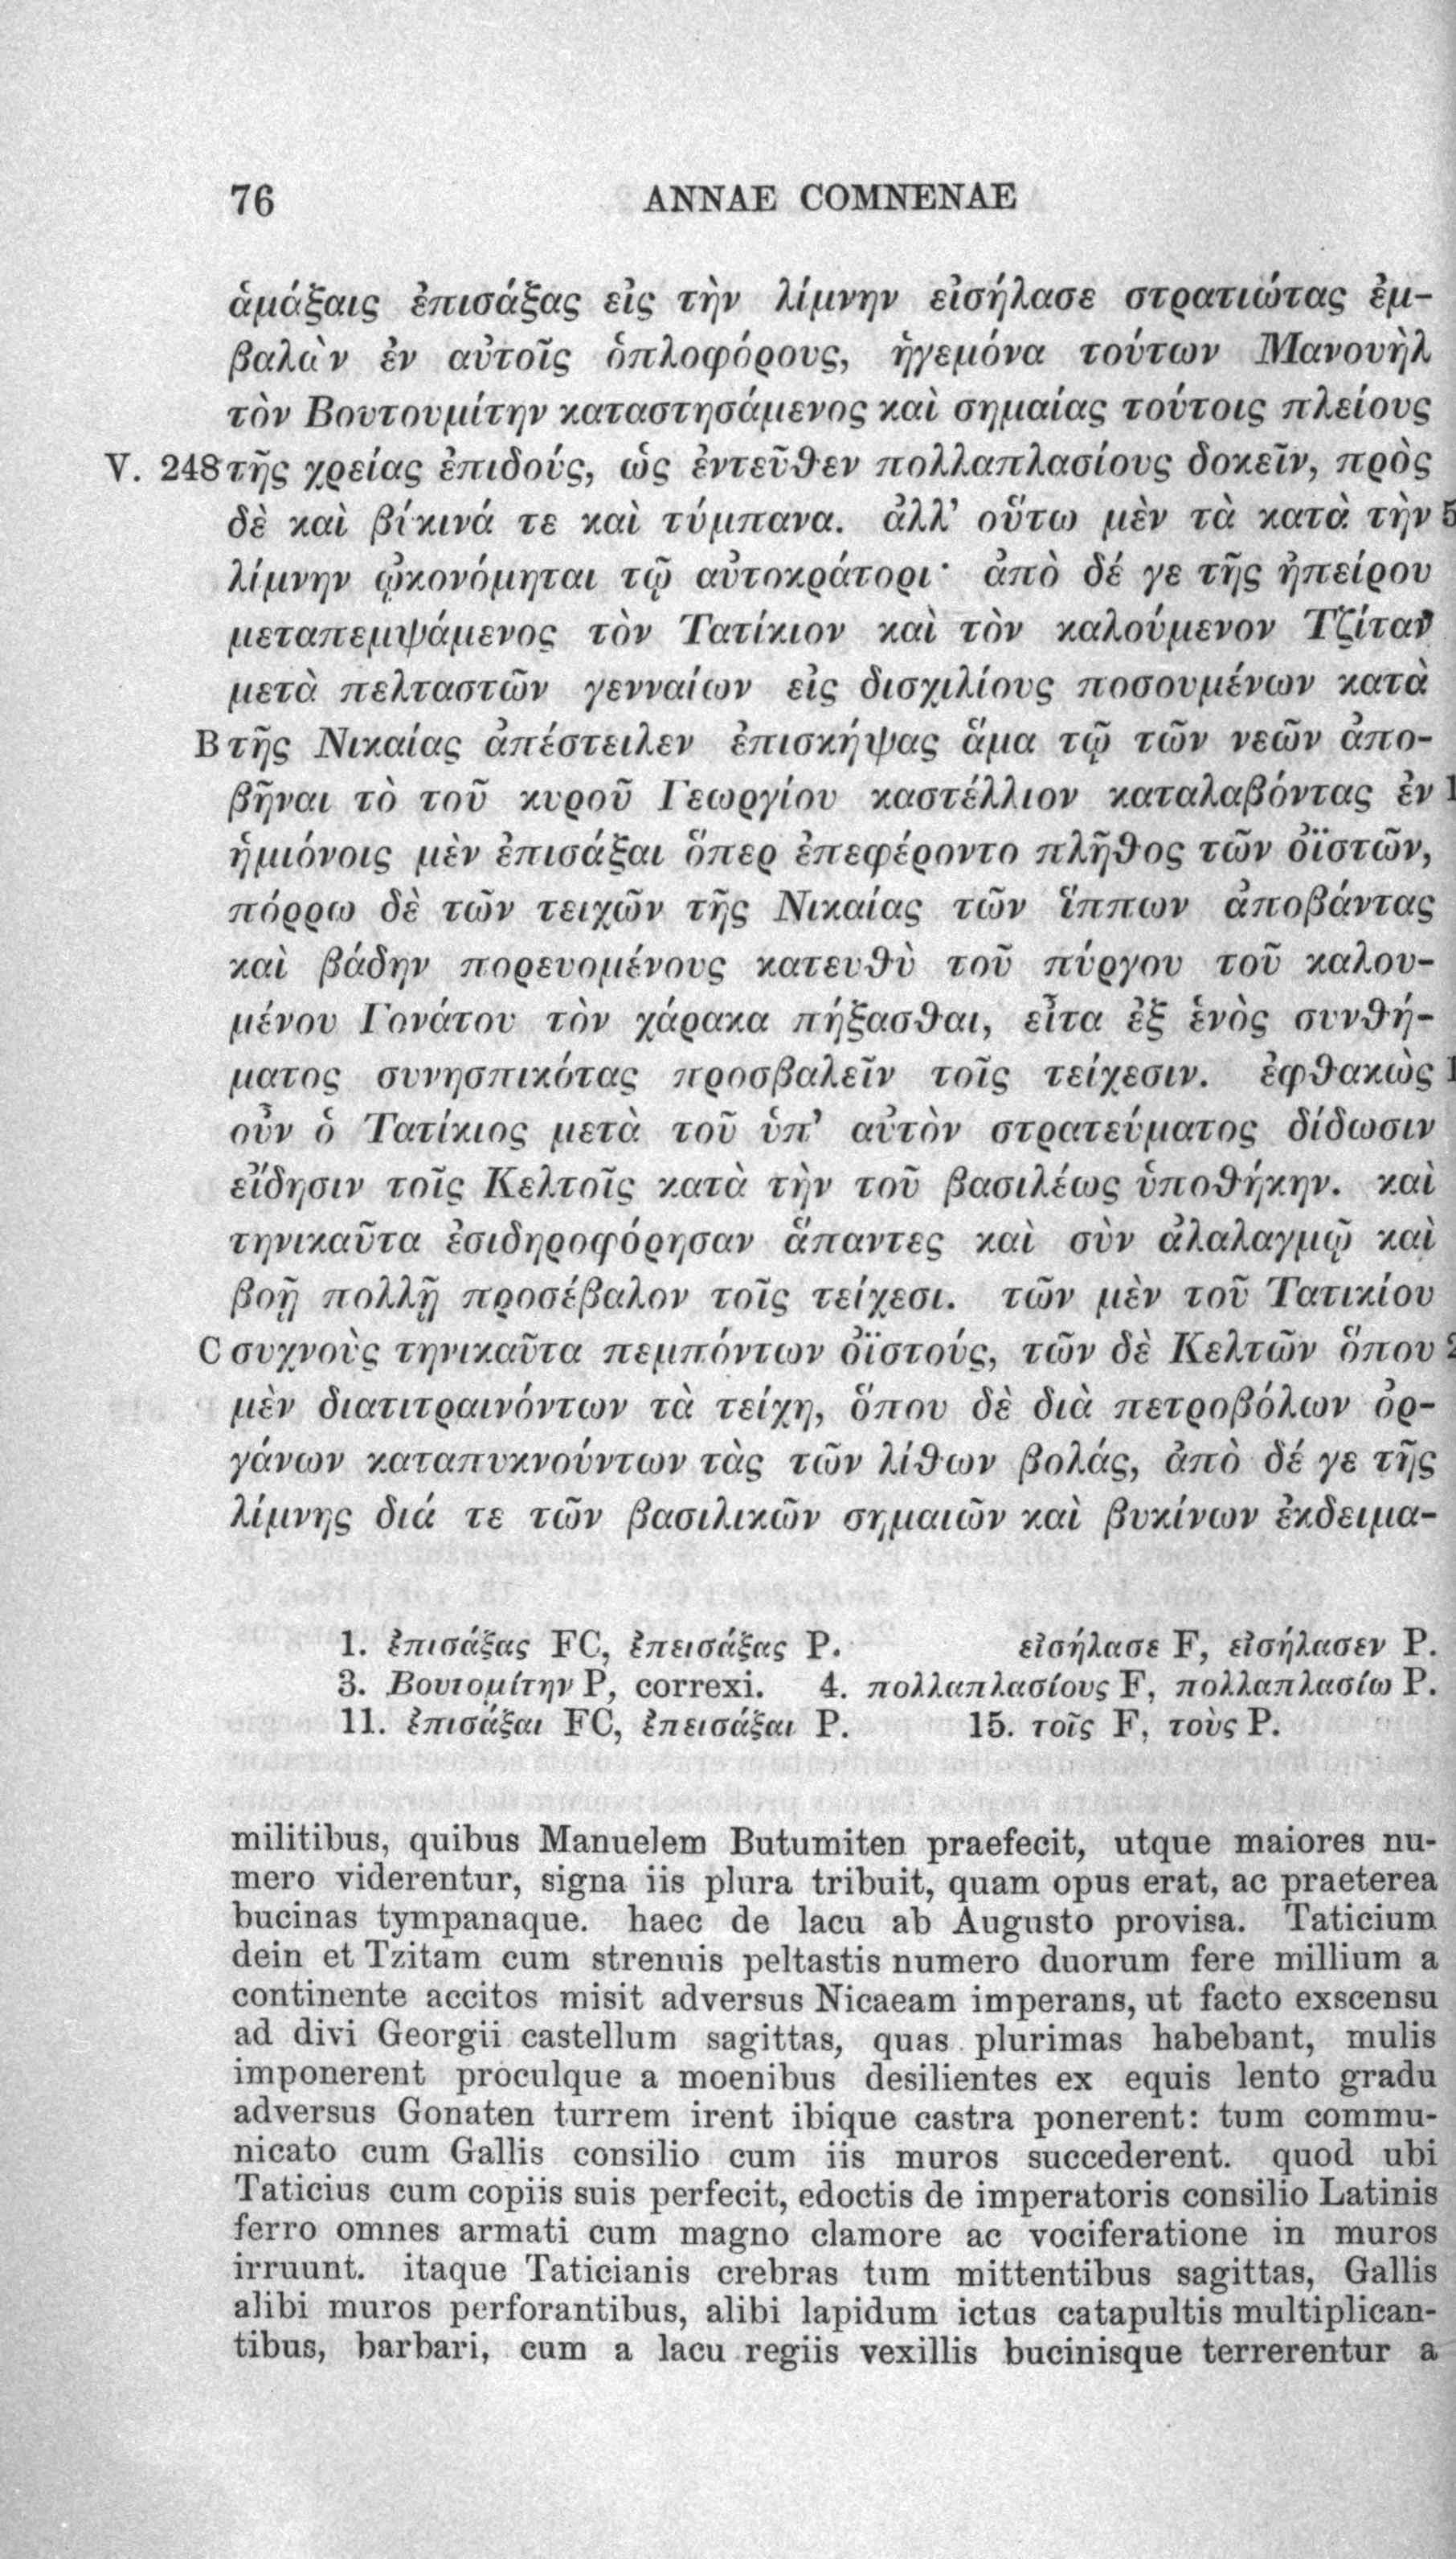 76 ANNAE COMNENAE
ἁμάξαις ἐπισάξας εἰς τὴν λίμνην εἰσήλασε στρατιώτας ἐμ-
βαλὼν ἐν αὐτοῖς ὁπλοφόρους, ἡγεμόνα τούτων Μανουὴλ
τὸν Βουτουμίτην καταστησάμενος καὶ σημαίας τούτοις πλείους
V. 248 τῆς χρείας ἐπιδούς, ὡς ἐντεῦθεν πολλαπλασίους δοκεῖν, πρὸς
δὲ καὶ βύκινά τε καὶ τύμπανα. ἀλλ’ οὕτω μὲν τὰ κατὰ τὴν 5
λίμνην ᾠκονόμηται τῷ αὐτοκράτορι· ἀπὸ δέ γε τῆς ἠπείρου
μεταπεμψάμενος τὸν Τατίκιον καὶ τὸν καλούμενον Τζίταν
μετὰ πελταστῶν γενναίων εἰς δισχιλίους ποσουμένων κατὰ
B τῆς Νικαίας ἀπέστειλεν ἐπισκήψας ἅμα τῷ τῶν νεῶν ἀπο-
βῆναι τὸ τοῦ κυροῦ Γεωργίου καστέλλιον καταλαβόντας ἐν 1
ἡμιόνοις μὲν ἐπισάξαι ὅπερ ἐπεφέροντο πλῆθος τῶν ὀϊστῶν,
πόρρω δὲ τῶν τειχῶν τῆς Νικαίας τῶν ἵππων ἀποβάντας
καὶ βάδην πορευομένους κατευθὺ τοῦ πύργου τοῦ καλου-
μένου Γονάτου τὸν χάρακα πήξασθαι, εἶτα ἐξ ἑνὸς συνθή-
ματος συνησπικότας προσβαλεῖν τοῖς τείχεσιν. ἐφθακὼς 1
οὖν ὁ Τατίκιος μετὰ τοῦ ὑπ’ αὐτὸν στρατεύματος δίδωσιν
εἴδησιν τοῖς Κελτοῖς κατὰ τὴν τοῦ βασιλέως ὑποθήκην. καὶ
τηνικαῦτα ἐσιδηροφόρησαν ἅπαντες καὶ σὺν ἀλαλαγμῷ καὶ
βοῇ πολλῇ προσέβαλον τοῖς τείχεσι. τῶν μὲν τοῦ Τατικίου
C συχνοὺς τηνικαῦτα πεμπόντων ὀϊστούς, τῶν δὲ Κελτῶν ὅπου 2
μὲν διατιτραινόντων τὰ τείχη, ὅπου δὲ διὰ πετροβόλων ὀρ-
γάνων καταπυκνούντων τὰς τῶν λίθων βολάς, ἀπὸ δέ γε τῆς
λίμνης διά τε τῶν βασιλικῶν σημαιῶν καὶ βυκίνων ἐκδειμα-
1. ἐπισάξας FC, ἐπεισάξας P. εἰσήλασε F, εἰσήλασεν P.
3. Βουτομίτην P, correxi. 4. πολλαπλασίους F, πολλαπλασίω P.
11. ἐπισάξαι FC, ἐπεισάξαι P. 15. τοῖς F, τοὺς P.
militibus, quibus Manuelem Butumiten praefecit, utque maiores nu-
mero viderentur, signa iis plura tribuit, quam opus erat, ac praeterea
bucinas tympanaque. haec de lacu ab Augusto provisa. Taticium
dein et Tzitam cum strenuis peltastis numero duorum fere millium a
continente accitos misit adversus Nicaeam imperans, ut facto exscensu
ad divi Georgii castellum sagittas, quas plurimas habebant, mulis
imponerent proculque a moenibus desilientes ex equis lento gradu
adversus Gonaten turrem irent ibique castra ponerent: tum commu-
nicato cum Gallis consilio cum iis muros succederent. quod ubi
Taticius cum copiis suis perfecit, edoctis de imperatoris consilio Latinis
ferro omnes armati cum magno clamore ac vociferatione in muros
irruunt. itaque Taticianis crebras tum mittentibus sagittas, Gallis
alibi muros perforantibus, alibi lapidum ictus catapultis multiplican-
tibus, barbari, cum a lacu regiis vexillis bucinisque terrerentur a